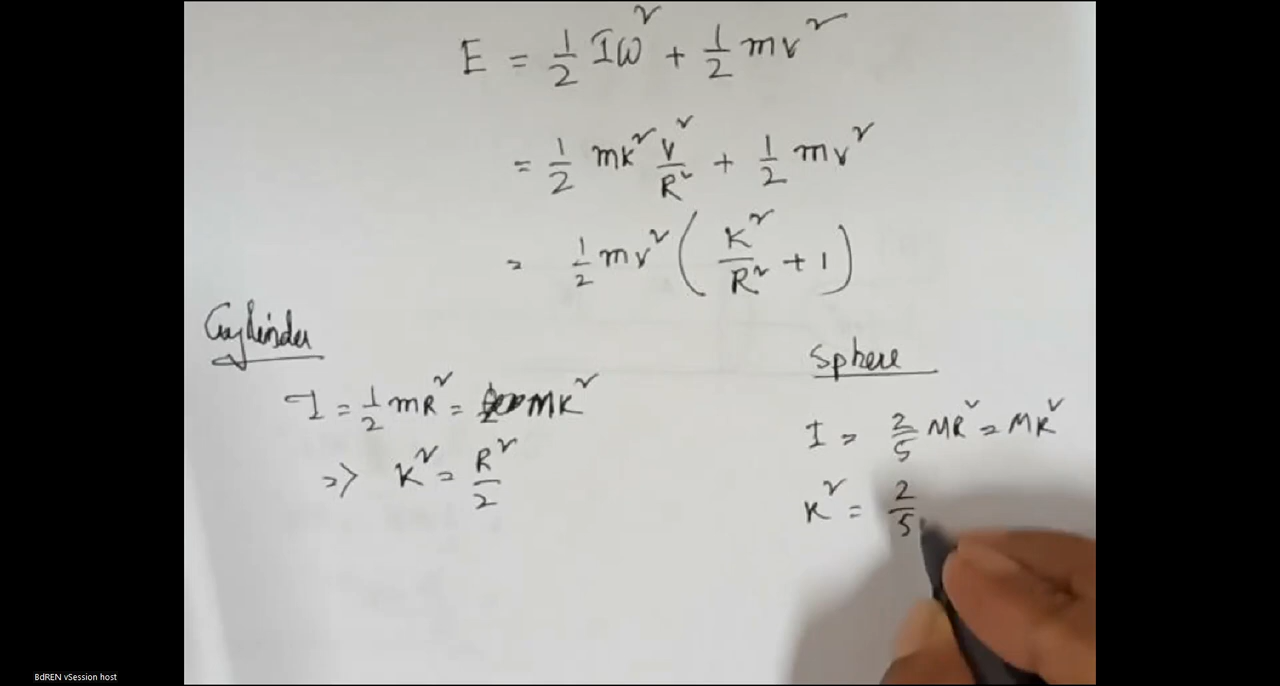 E = 1/2 Iω² + 1/2 mv²
= 1/2 mK² v²/R² + 1/2 mv²
= 1/2 mv² ( K²/R² + 1 )
Cylinder
I = 1/2 mR² = MK²
=> K² = R²/2
Sphere
I = 2/5 MR² = MK²
K² = 2/5
BdREN vSession host